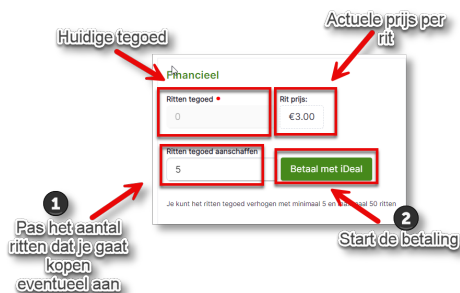 Actuele prijs per
rit
Huidige tegoed
Financieel
Ritten tegoed
Rit prijs:
0
€3.00
Ritten tegoed aanschaffen
5
Betaal met iDeal
Je kunt het ritten tegoed verhogen met minimaal 5 en maximaal 50 ritten
1
Pas het aantal
ritten dat je gaat
kopen
eventueel aan
2
Start de betaling